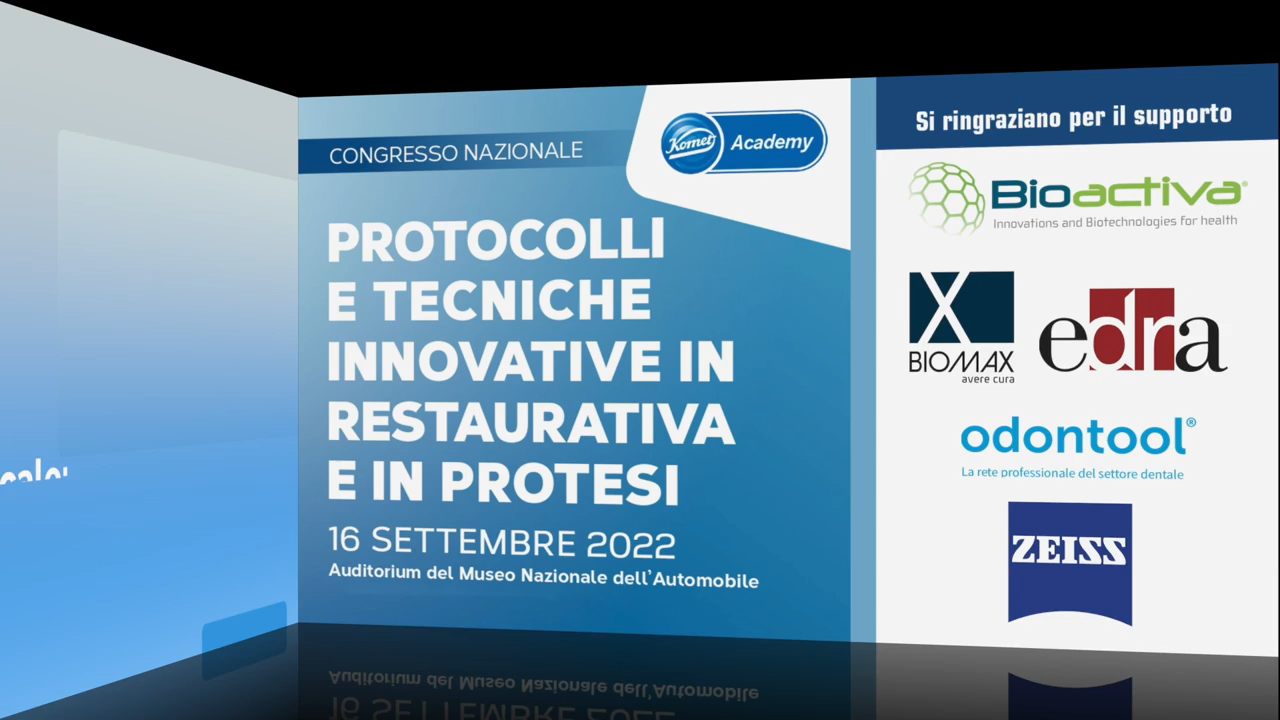 CONGRESSO NAZIONALE
Komet Academy
PROTOCOLLI
E TECNICHE
INNOVATIVE IN
RESTAURATIVA
E IN PROTESI
16 SETTEMBRE 2022
Auditorium del Museo Nazionale dell'Automobile
Si ringraziano per il supporto
Bioactiva®
Innovations and Biotechnologies for health
X
BIOMAX
avere cura
edra
odontool®
La rete professionale del settore dentale
ZEISS